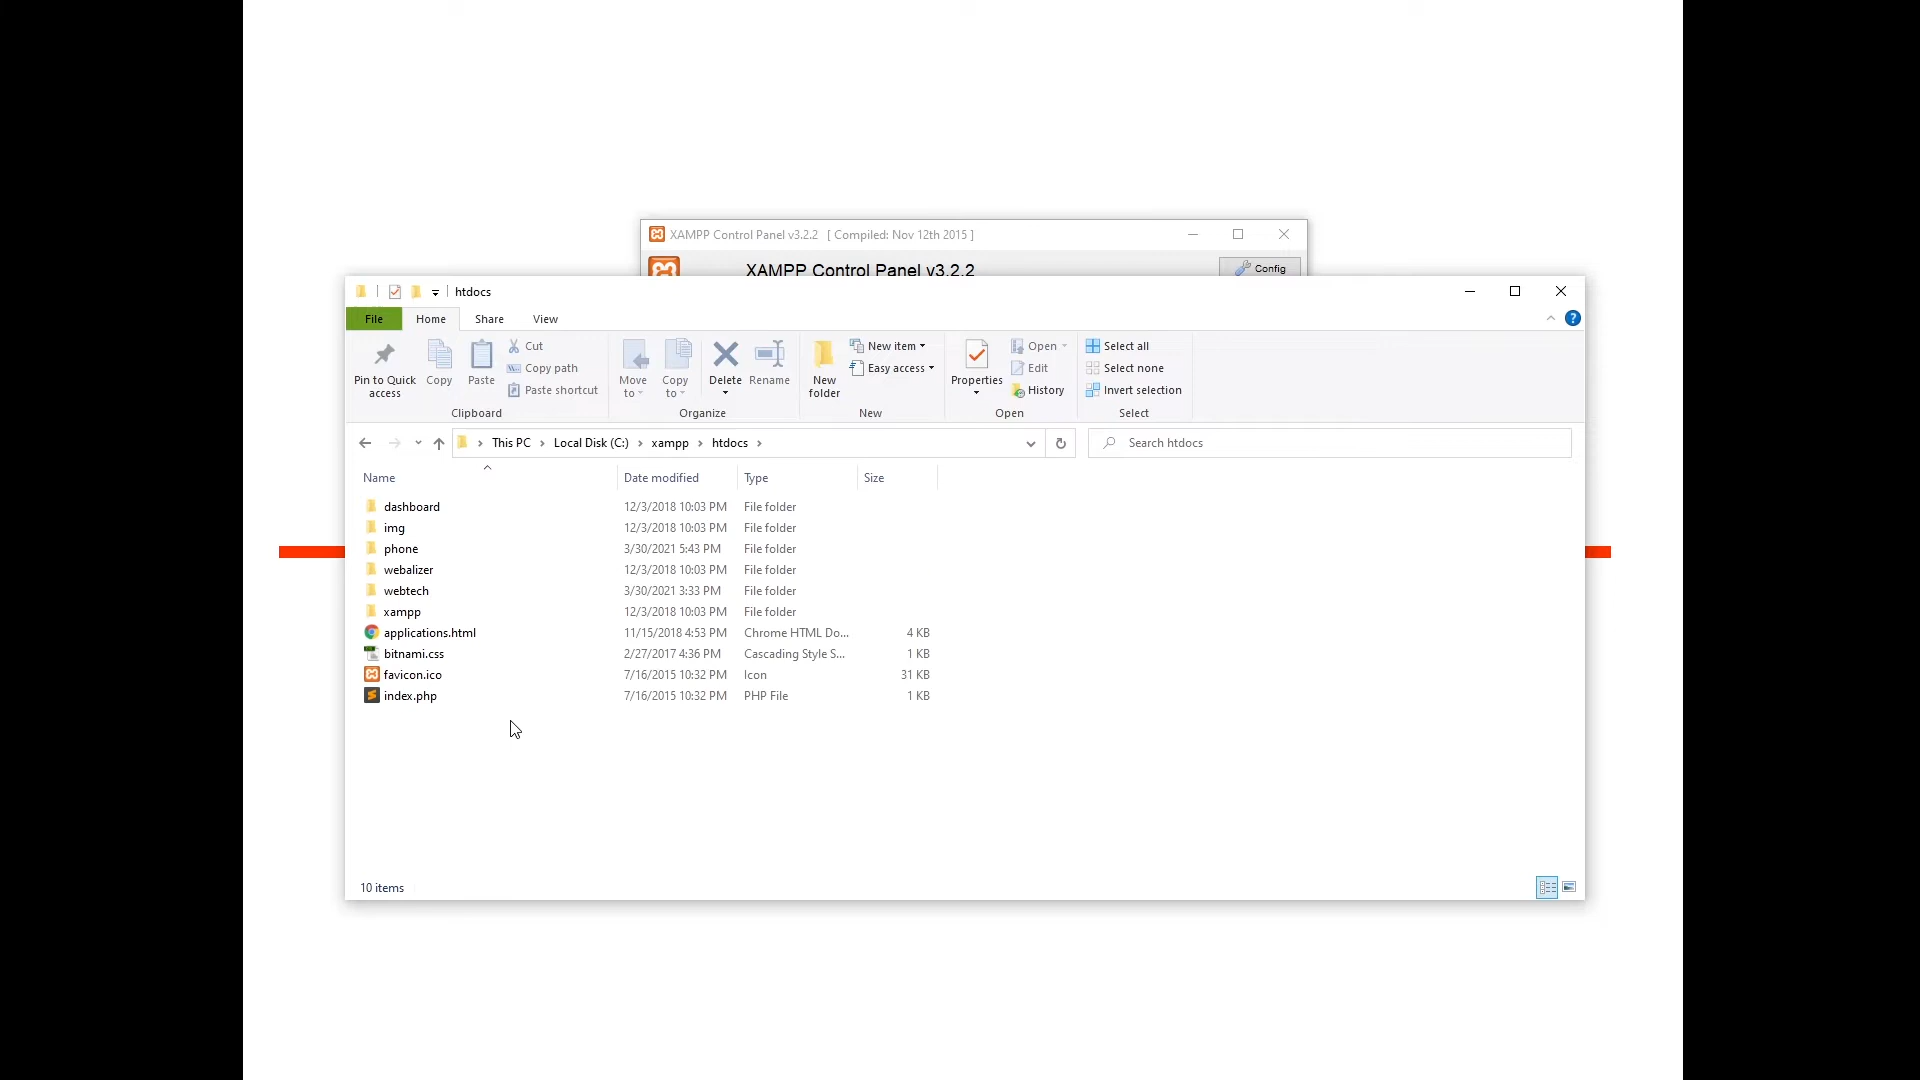 XAMPP Control Panel v3.2.2 [ Compiled: Nov 12th 2015 ]
XAMPP Control Panel v3.2.2
Config
htdocs
File Home Share View
Pin to Quick access
Copy
Paste
Cut
Copy path
Paste shortcut
Clipboard
Move to
Copy to
Delete
Rename
Organize
New folder
New item
Easy access
New
Properties
Open
Edit
History
Open
Select all
Select none
Invert selection
Select
This PC > Local Disk (C:) > xampp > htdocs >
Search htdocs
Name Date modified Type Size
dashboard 12/3/2018 10:03 PM File folder
img 12/3/2018 10:03 PM File folder
phone 3/30/2021 5:43 PM File folder
webalizer 12/3/2018 10:03 PM File folder
webtech 3/30/2021 3:33 PM File folder
xampp 12/3/2018 10:03 PM File folder
applications.html 11/15/2018 4:53 PM Chrome HTML Do... 4 KB
bitnami.css 2/27/2017 4:36 PM Cascading Style S... 1 KB
favicon.ico 7/16/2015 10:32 PM Icon 31 KB
index.php 7/16/2015 10:32 PM PHP File 1 KB
10 items